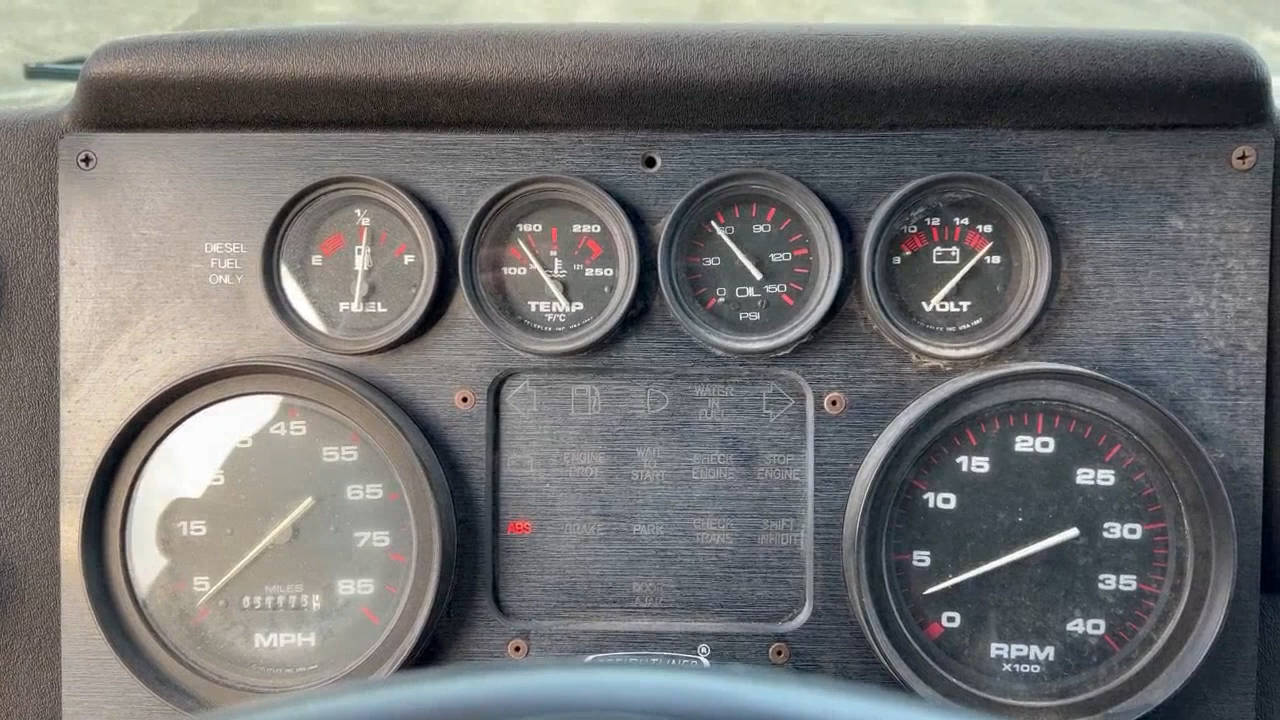 DIESEL
FUEL
ONLY
1/2
E F
FUEL
160 220
100 250
TEMP
°F/°C
60 90
30 120
0 OIL 150
PSI
10 12 14 16
8 18
VOLT
45
55
65
15
75
5
85
MILES
MPH
WATER
IN
FUEL
ENGINE
PROT
WAIT
TO
START
CHECK
ENGINE
STOP
ENGINE
ABS
BRAKE
PARK
CHECK
TRANS
SHIFT
INHIBIT
FREIGHTLINER ®
20
15 25
10
5 30
35
0 40
RPM
X100